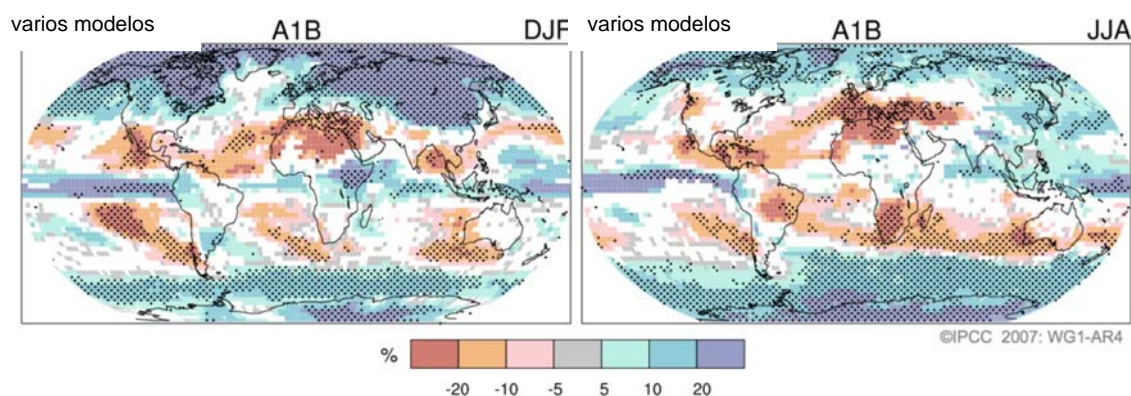 varios modelos A1B DJF
varios modelos A1B JJA
©IPCC 2007: WG1-AR4
%
-20 -10 -5 5 10 20